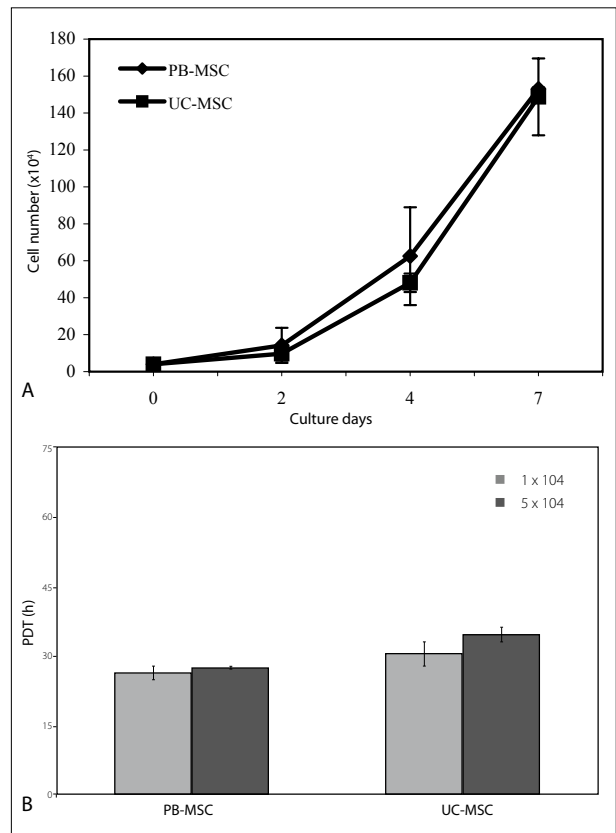 180
160
140
120
100
80
60
40
20
0
Cell number (x10⁴)
PB-MSC
UC-MSC
0 2 4 7
Culture days
A
75
60
45
30
15
0
PDT (h)
1 x 104
5 x 104
PB-MSC UC-MSC
B